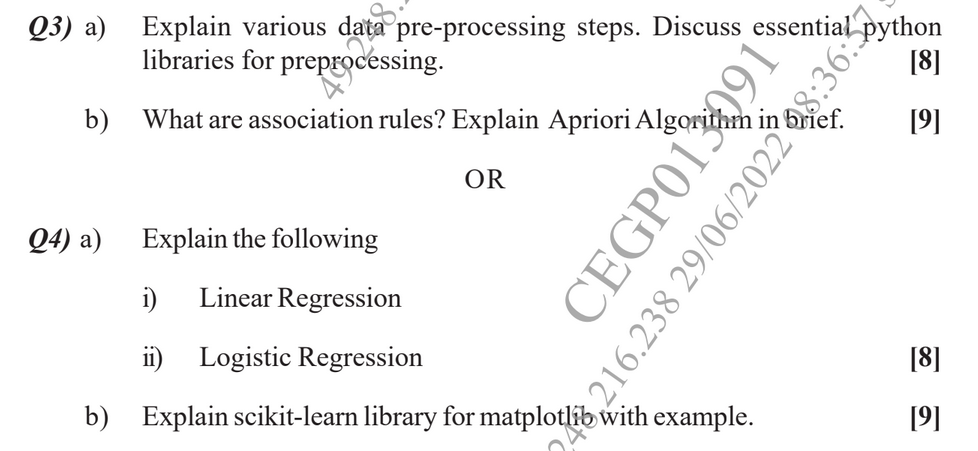 Q3) a) Explain various data pre-processing steps. Discuss essential python
libraries for preprocessing. [8]
b) What are association rules? Explain Apriori Algorithm in brief. [9]
OR
Q4) a) Explain the following
i) Linear Regression
ii) Logistic Regression [8]
b) Explain scikit-learn library for matplotlib with example. [9]
CEGP013091
49.248.
248.216.238 29/06/2022 08:36:57